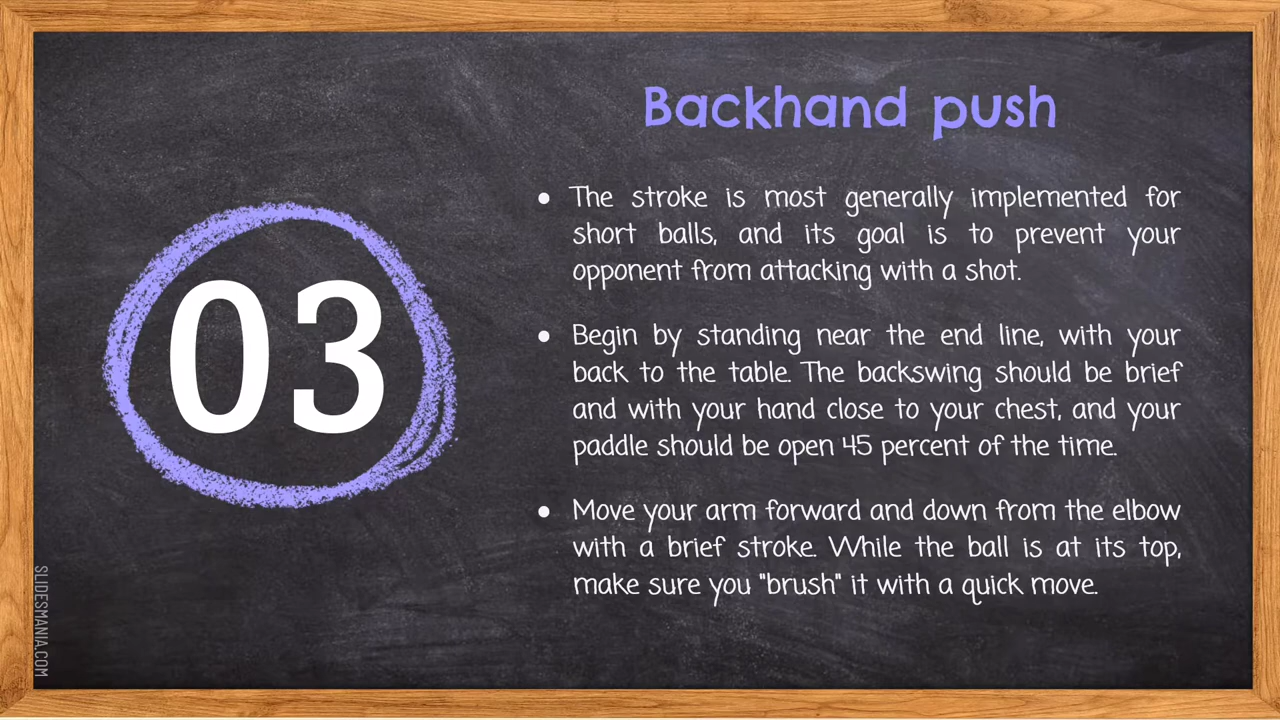 Backhand push
03
● The stroke is most generally implemented for
short balls, and its goal is to prevent your
opponent from attacking with a shot.
● Begin by standing near the end line, with your
back to the table. The backswing should be brief
and with your hand close to your chest, and your
paddle should be open 45 percent of the time.
● Move your arm forward and down from the elbow
with a brief stroke. While the ball is at its top,
make sure you "brush" it with a quick move.
SLIDESMANIA.COM